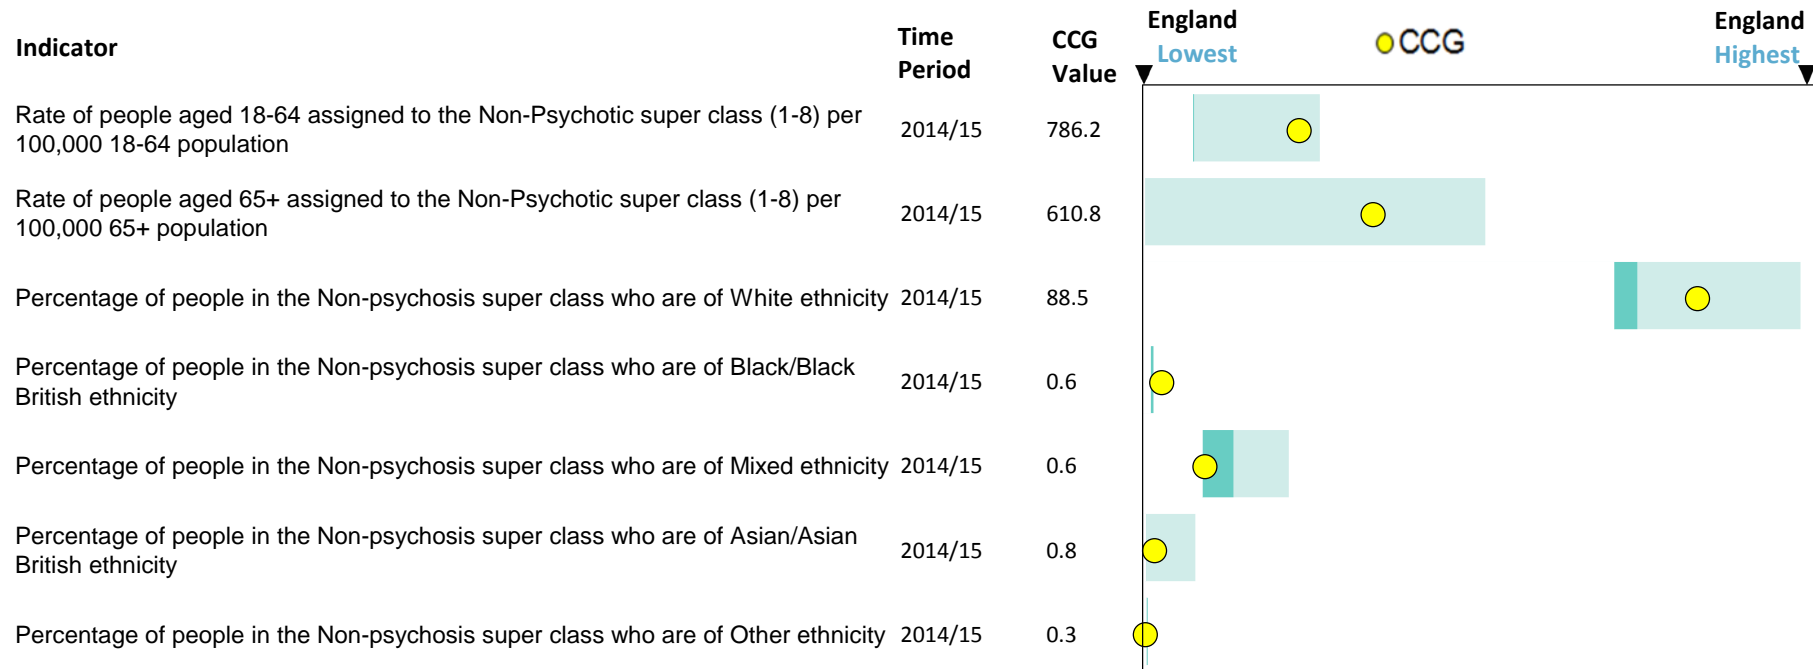 Indicator
Time
Period
CCG
Value
England
Lowest
CCG
England
Highest
Rate of people aged 18-64 assigned to the Non-Psychotic super class (1-8) per
100,000 18-64 population
2014/15
786.2
Rate of people aged 65+ assigned to the Non-Psychotic super class (1-8) per
100,000 65+ population
2014/15
610.8
Percentage of people in the Non-psychosis super class who are of White ethnicity 2014/15 88.5
Percentage of people in the Non-psychosis super class who are of Black/Black
British ethnicity
2014/15
0.6
Percentage of people in the Non-psychosis super class who are of Mixed ethnicity 2014/15 0.6
Percentage of people in the Non-psychosis super class who are of Asian/Asian
British ethnicity
2014/15
0.8
Percentage of people in the Non-psychosis super class who are of Other ethnicity 2014/15 0.3